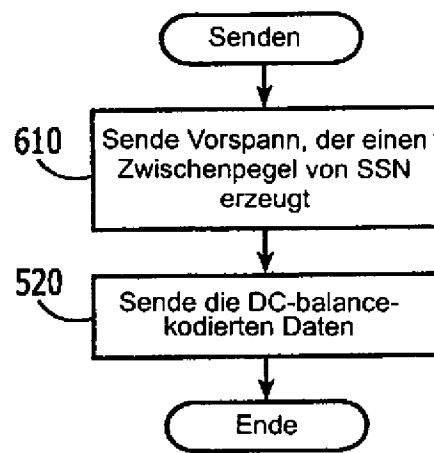 Senden
610
Sende Vorspann, der einen
Zwischenpegel von SSN
erzeugt
520
Sende die DC-balance-
kodierten Daten
Ende